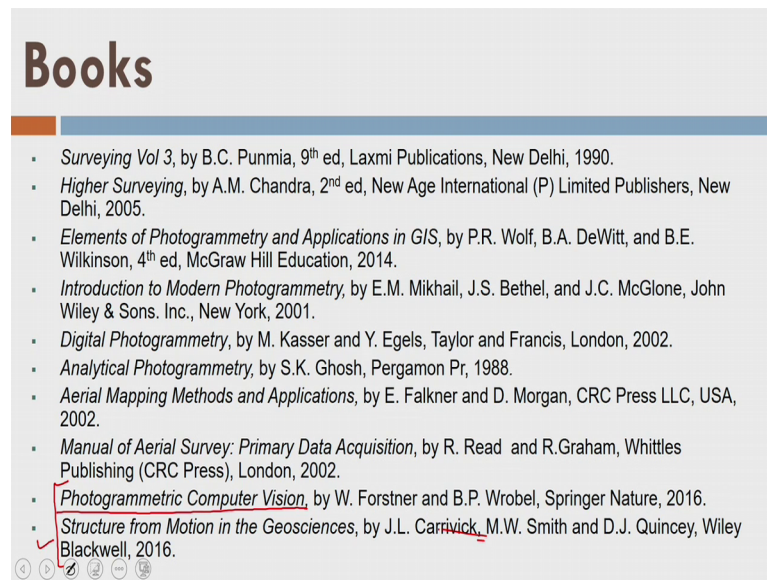 Books
▪ Surveying Vol 3, by B.C. Punmia, 9th ed, Laxmi Publications, New Delhi, 1990.
▪ Higher Surveying, by A.M. Chandra, 2nd ed, New Age International (P) Limited Publishers, New
Delhi, 2005.
▪ Elements of Photogrammetry and Applications in GIS, by P.R. Wolf, B.A. DeWitt, and B.E.
Wilkinson, 4th ed, McGraw Hill Education, 2014.
▪ Introduction to Modern Photogrammetry, by E.M. Mikhail, J.S. Bethel, and J.C. McGlone, John
Wiley & Sons. Inc., New York, 2001.
▪ Digital Photogrammetry, by M. Kasser and Y. Egels, Taylor and Francis, London, 2002.
▪ Analytical Photogrammetry, by S.K. Ghosh, Pergamon Pr, 1988.
▪ Aerial Mapping Methods and Applications, by E. Falkner and D. Morgan, CRC Press LLC, USA,
2002.
▪ Manual of Aerial Survey: Primary Data Acquisition, by R. Read and R.Graham, Whittles
Publishing (CRC Press), London, 2002.
▪ Photogrammetric Computer Vision, by W. Forstner and B.P. Wrobel, Springer Nature, 2016.
▪ Structure from Motion in the Geosciences, by J.L. Carrivick, M.W. Smith and D.J. Quincey, Wiley
Blackwell, 2016.